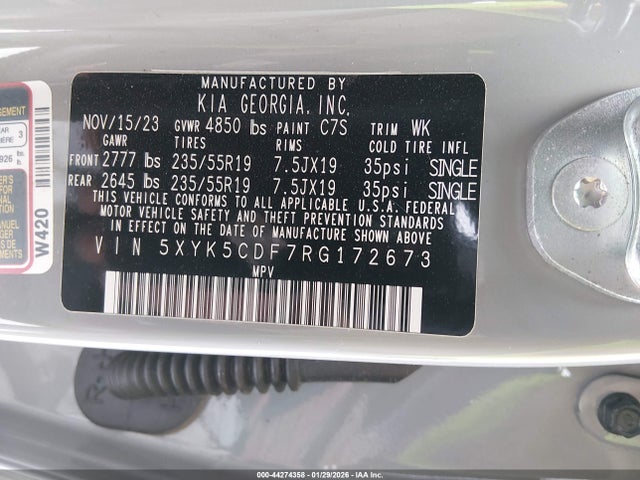 MANUFACTURED BY
KIA GEORGIA, INC.
NOV/15/23 GVWR 4850 lbs PAINT C7S TRIM WK
GAWR TIRES RIMS COLD TIRE INFL
FRONT 2777 lbs 235/55R19 7.5JX19 35psi SINGLE
REAR 2645 lbs 235/55R19 7.5JX19 35psi SINGLE
THIS VEHICLE CONFORMS TO ALL APPLICABLE U.S.A. FEDERAL
MOTOR VEHICLE SAFETY AND THEFT PREVENTION STANDARDS
IN EFFECT ON THE DATE OF MANUFACTURE SHOWN ABOVE
VIN 5XYK5CDF7RG172673
MPV
W420
3
926
000-44274358 - 01/29/2026 - IAA Inc.